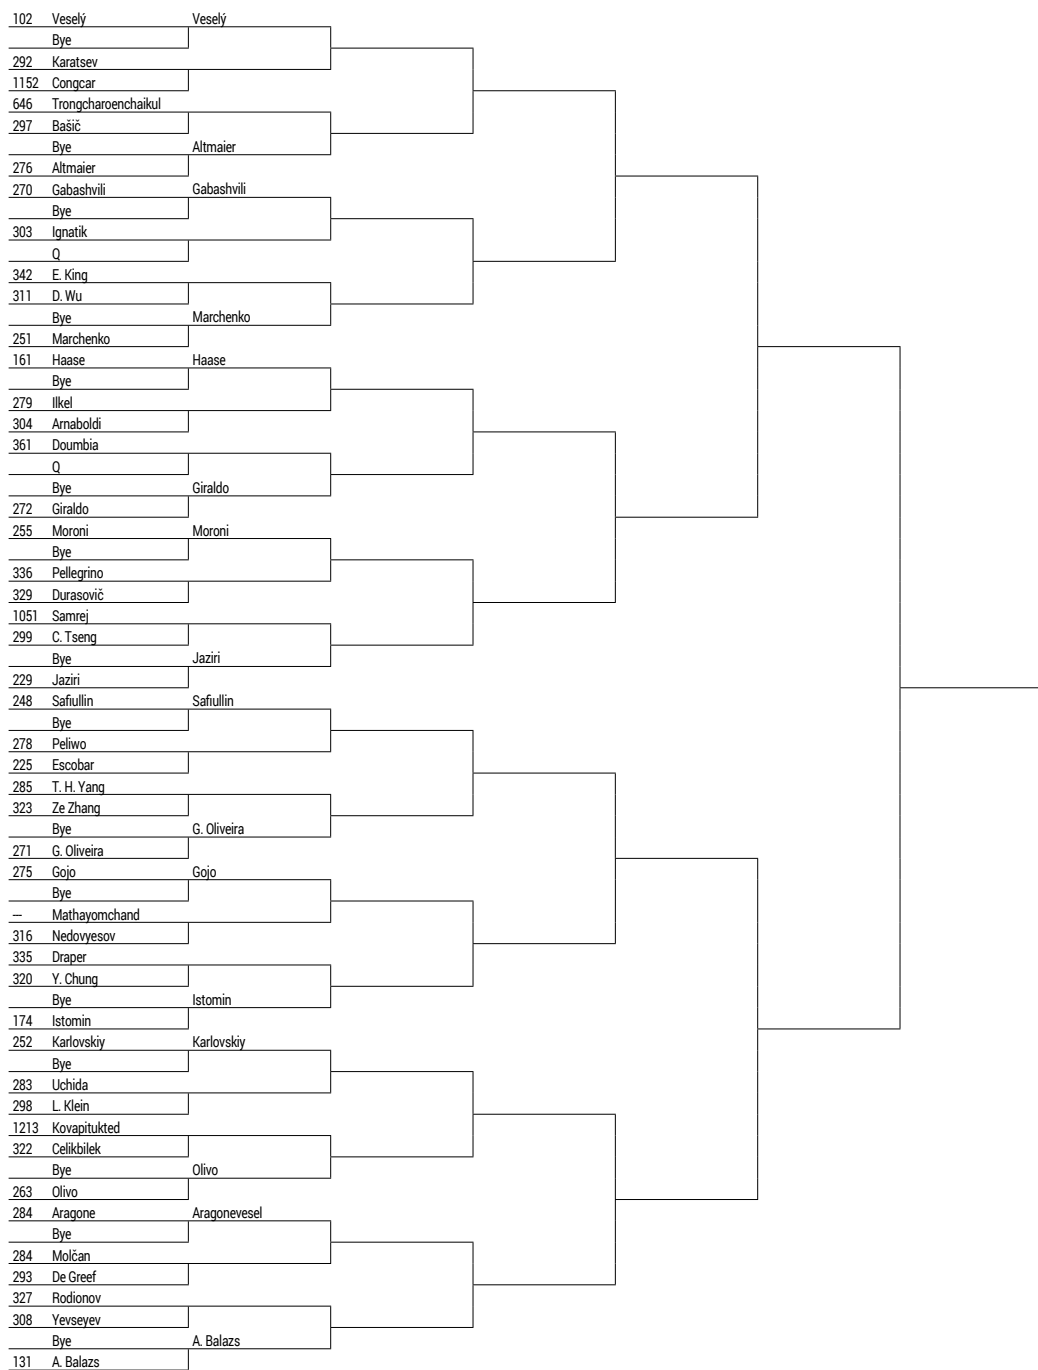 102 Veselý Veselý
Bye
292 Karatsev
1152 Congcar
646 Trongcharoenchaikul
297 Bašič
Bye Altmaier
276 Altmaier
270 Gabashvili Gabashvili
Bye
303 Ignatik
Q
342 E. King
311 D. Wu
Bye Marchenko
251 Marchenko
161 Haase Haase
Bye
279 Ilkel
304 Arnaboldi
361 Doumbia
Q
Bye Giraldo
272 Giraldo
255 Moroni Moroni
Bye
336 Pellegrino
329 Durasovič
1051 Samrej
299 C. Tseng
Bye Jaziri
229 Jaziri
248 Safiullin Safiullin
Bye
278 Peliwo
225 Escobar
285 T. H. Yang
323 Ze Zhang
Bye G. Oliveira
271 G. Oliveira
275 Gojo Gojo
Bye
--- Mathayomchand
316 Nedovyesov
335 Draper
320 Y. Chung
Bye Istomin
174 Istomin
252 Karlovskiy Karlovskiy
Bye
283 Uchida
298 L. Klein
1213 Kovapitukted
322 Celikbilek
Bye Olivo
263 Olivo
284 Aragone Aragonevesel
Bye
284 Molčan
293 De Greef
327 Rodionov
308 Yevseyev
Bye A. Balazs
131 A. Balazs